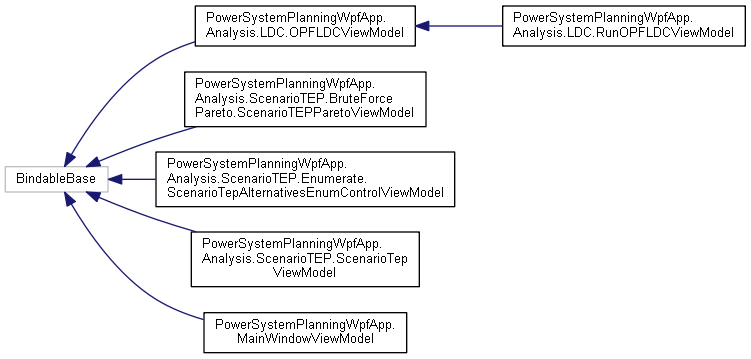 PowerSystemPlanningWpfApp.
Analysis.LDC.OPFLDCViewModel
PowerSystemPlanningWpfApp.
Analysis.LDC.RunOPFLDCViewModel
PowerSystemPlanningWpfApp.
Analysis.ScenarioTEP.BruteForce
Pareto.ScenarioTEPParetoViewModel
BindableBase
PowerSystemPlanningWpfApp.
Analysis.ScenarioTEP.Enumerate.
ScenarioTepAlternativesEnumControlViewModel
PowerSystemPlanningWpfApp.
Analysis.ScenarioTEP.ScenarioTep
ViewModel
PowerSystemPlanningWpfApp.
MainWindowViewModel